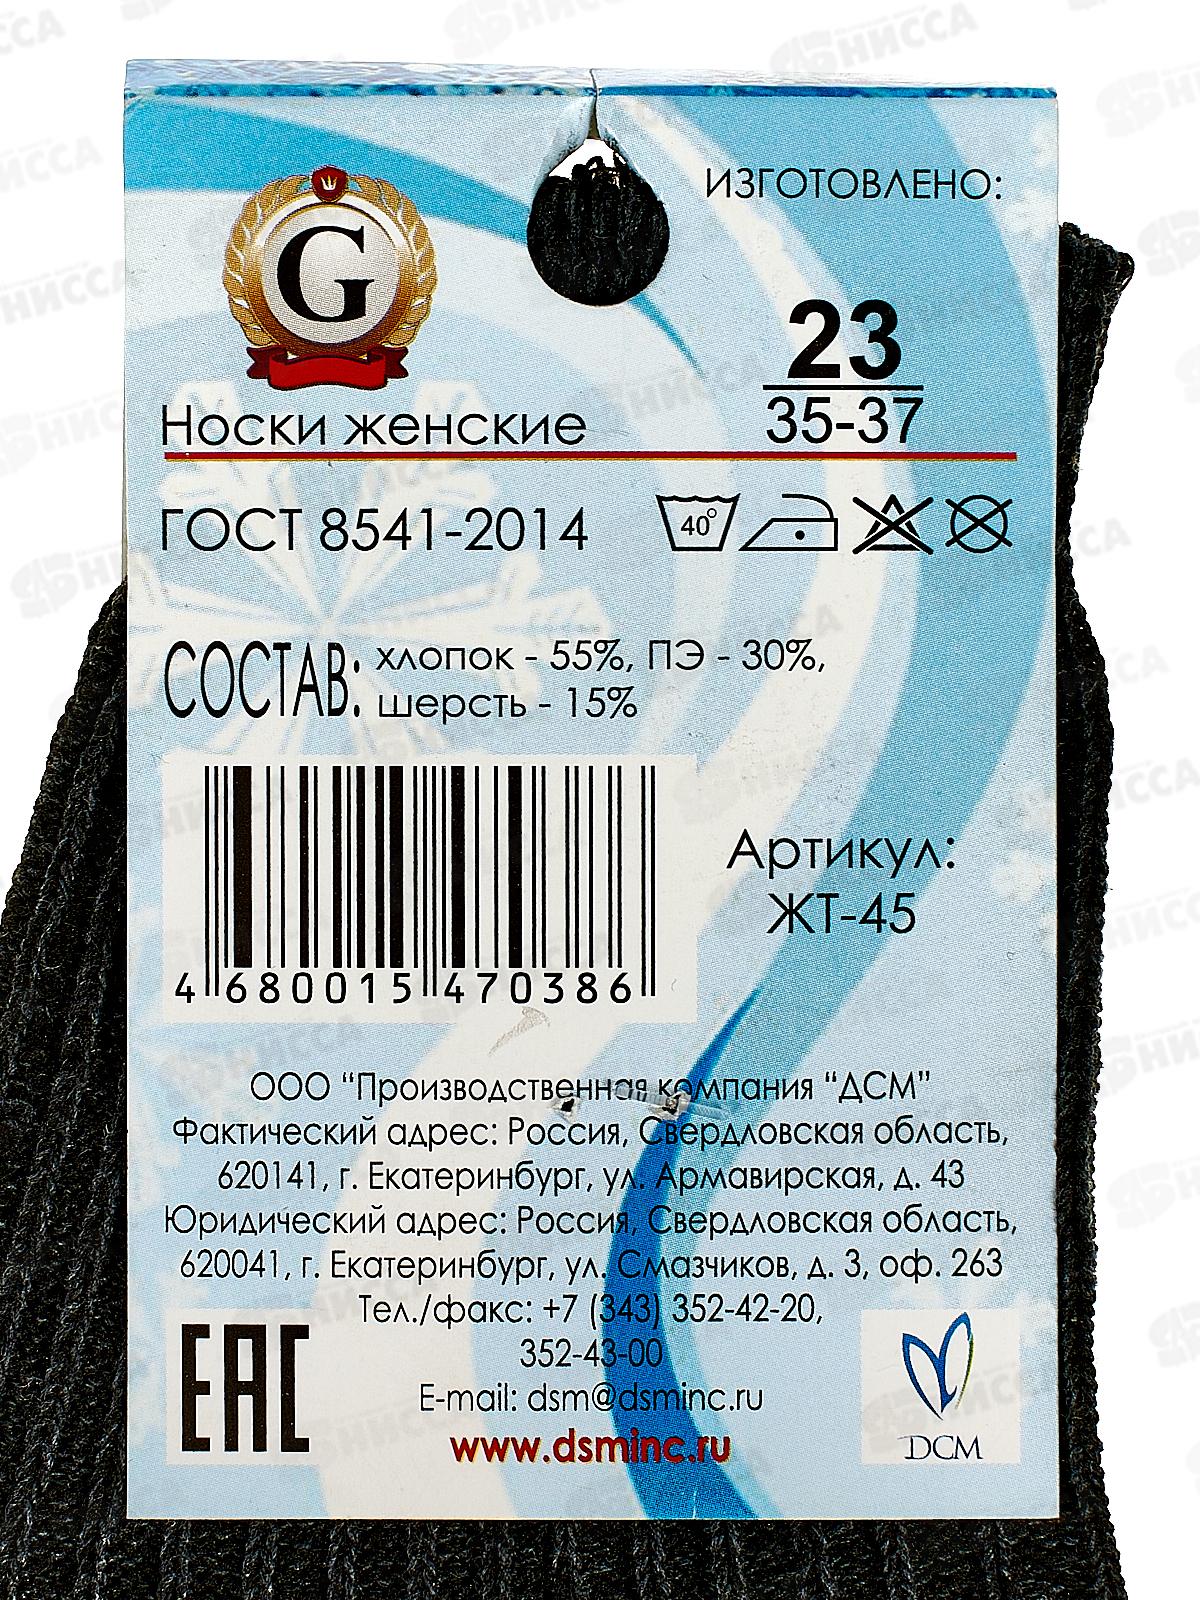 ИЗГОТОВЛЕНО:
G
23
35-37
Носки женские
ГОСТ 8541-2014
40°
СОСТАВ: хлопок - 55%, ПЭ - 30%,
шерсть - 15%
4 680015 470386
Артикул:
ЖТ-45
ООО “Производственная компания “ДСМ”
Фактический адрес: Россия, Свердловская область,
620141, г. Екатеринбург, ул. Армавирская, д. 43
Юридический адрес: Россия, Свердловская область,
620041, г. Екатеринбург, ул. Смазчиков, д. 3, оф. 263
Тел./факс: +7 (343) 352-42-20,
352-43-00
E-mail: dsm@dsminc.ru
www.dsminc.ru
EAC
DCM
НИССА